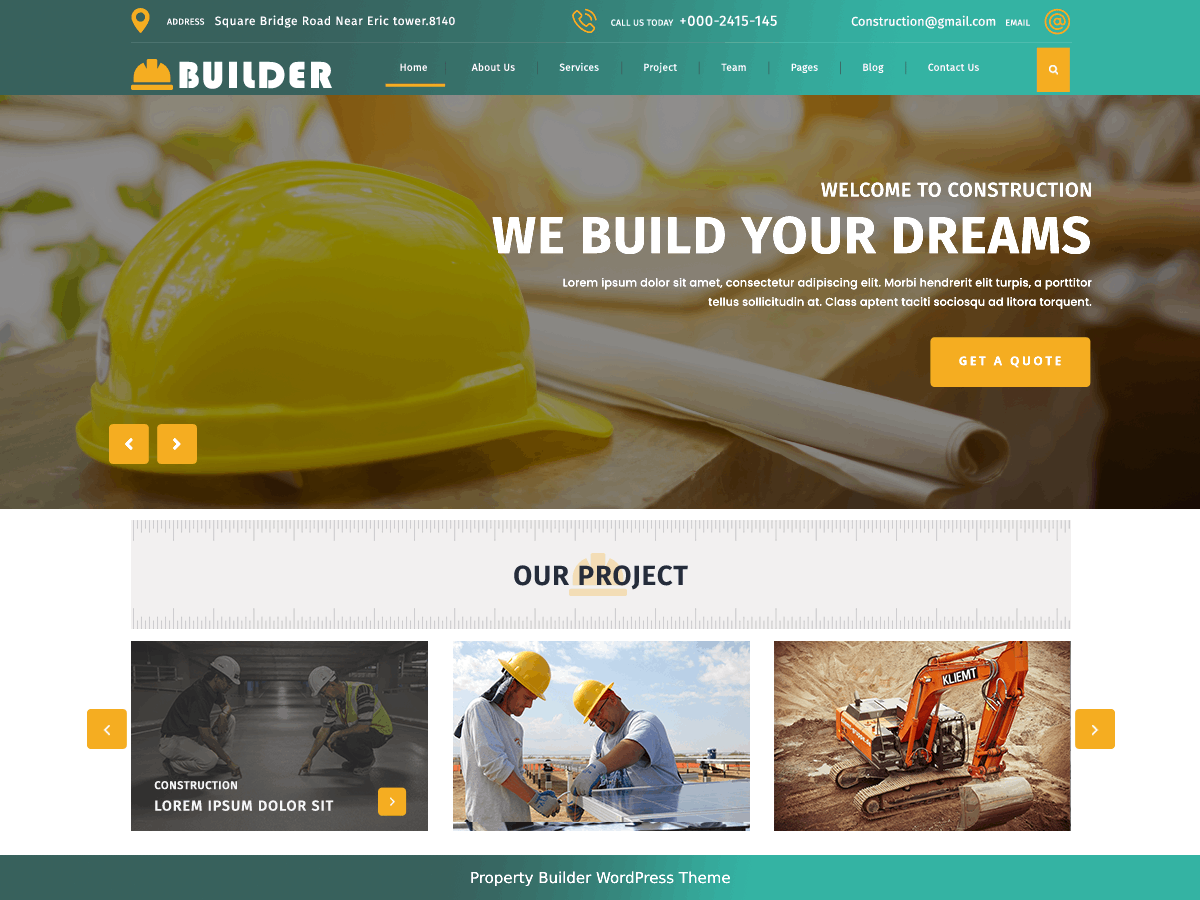 ADDRESS Square Bridge Road Near Eric tower.8140
CALL US TODAY +000-2415-145
Construction@gmail.com EMAIL
BUILDER
Home
About Us
Services
Project
Team
Pages
Blog
Contact Us
WELCOME TO CONSTRUCTION
WE BUILD YOUR DREAMS
Lorem ipsum dolor sit amet, consectetur adipiscing elit. Morbi hendrerit elit turpis, a porttitor
tellus sollicitudin at. Class aptent taciti sociosqu ad litora torquent.
GET A QUOTE
OUR PROJECT
CONSTRUCTION
LOREM IPSUM DOLOR SIT
KLIEMT
Property Builder WordPress Theme